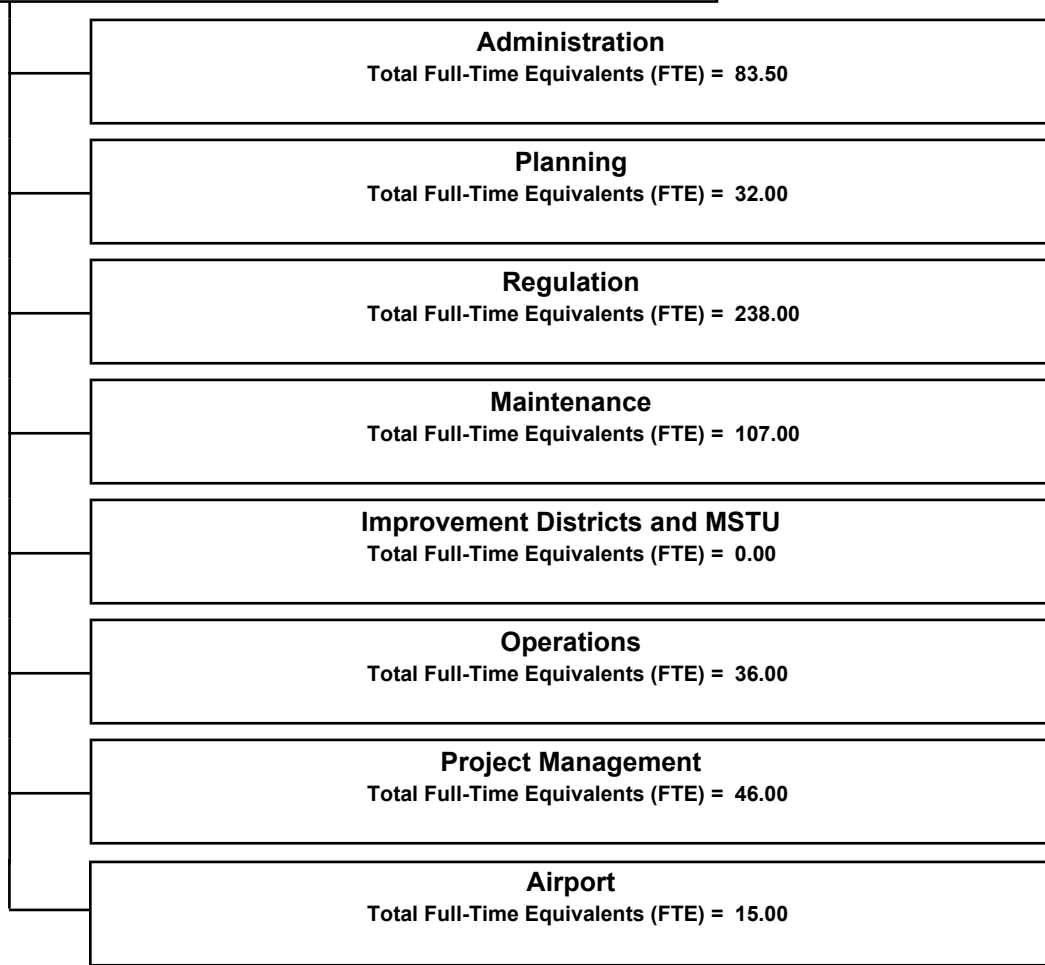 Administration
Total Full-Time Equivalents (FTE) = 83.50
Planning
Total Full-Time Equivalents (FTE) = 32.00
Regulation
Total Full-Time Equivalents (FTE) = 238.00
Maintenance
Total Full-Time Equivalents (FTE) = 107.00
Improvement Districts and MSTU
Total Full-Time Equivalents (FTE) = 0.00
Operations
Total Full-Time Equivalents (FTE) = 36.00
Project Management
Total Full-Time Equivalents (FTE) = 46.00
Airport
Total Full-Time Equivalents (FTE) = 15.00